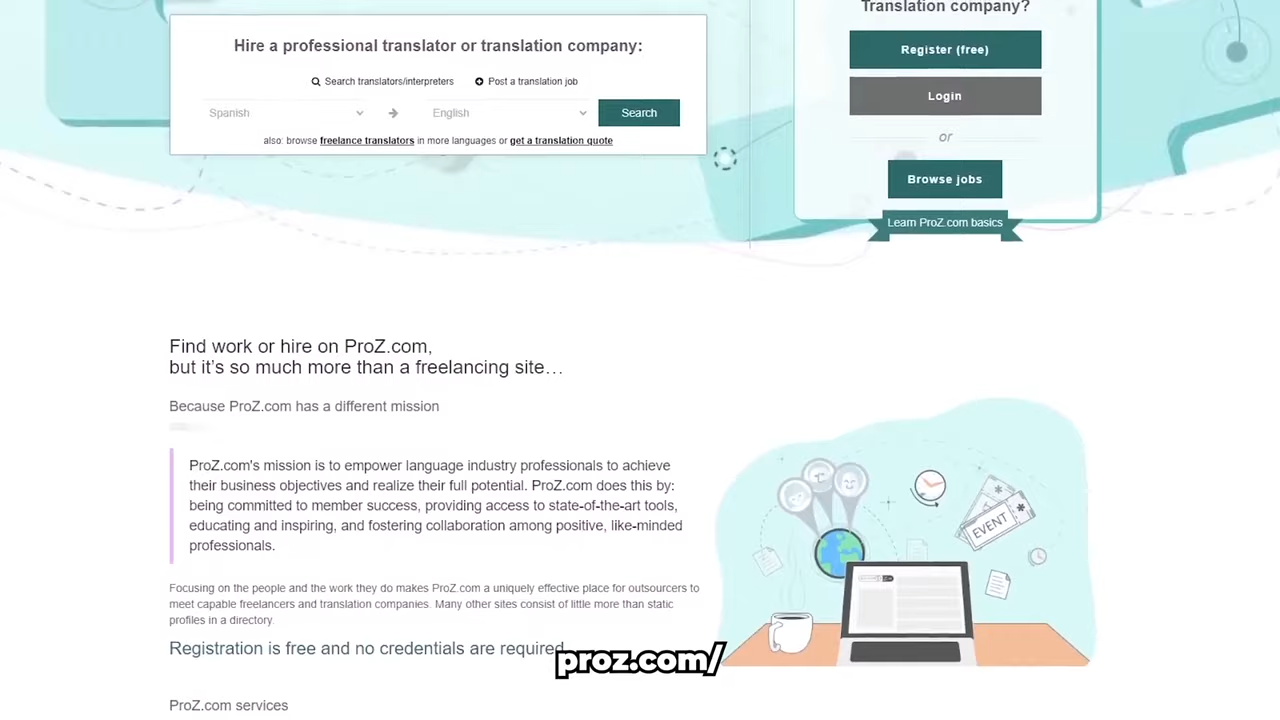 Translation company?
Hire a professional translator or translation company:
Register (free)
Search translators/interpreters Post a translation job
Login
Spanish English Search
or
also: browse freelance translators in more languages or get a translation quote
Browse jobs
Learn ProZ.com basics
Find work or hire on ProZ.com,
but it’s so much more than a freelancing site…
Because ProZ.com has a different mission
ProZ.com's mission is to empower language industry professionals to achieve
their business objectives and realize their full potential. ProZ.com does this by:
being committed to member success, providing access to state-of-the-art tools,
educating and inspiring, and fostering collaboration among positive, like-minded
professionals.
EVENT
Focusing on the people and the work they do makes ProZ.com a uniquely effective place for outsourcers to
meet capable freelancers and translation companies. Many other sites consist of little more than static
profiles in a directory.
Registration is free and no credentials are required
proz.com/
ProZ.com services